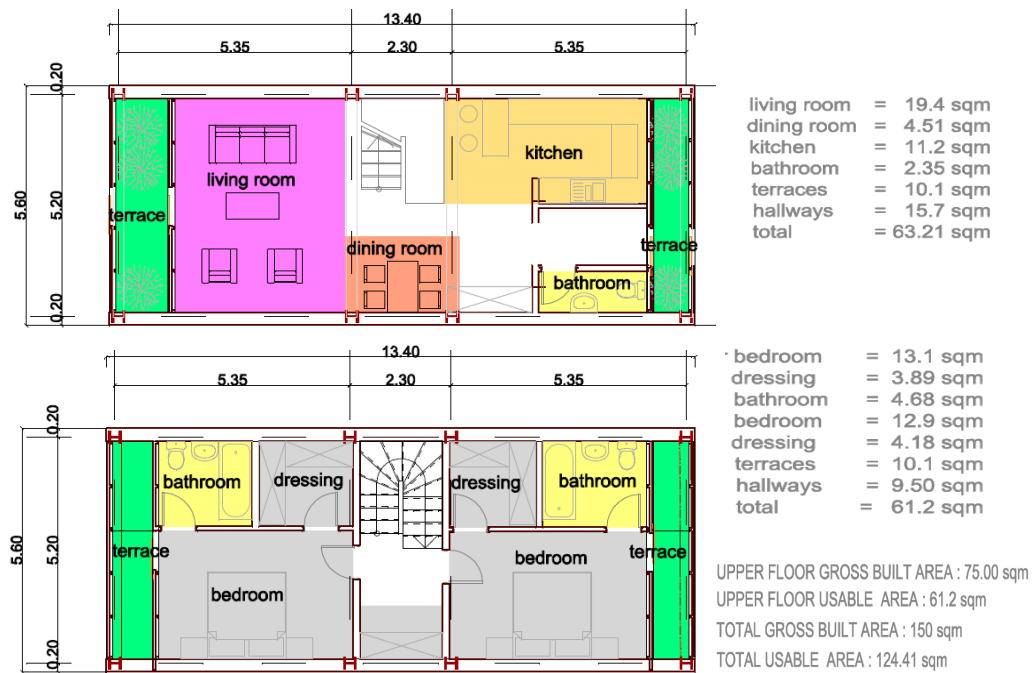 13.40
5.35 2.30 5.35
0.20
5.60
5.20
0.20
living room
terrace
dining room
kitchen
bathroom
terrace
living room = 19.4 sqm
dining room = 4.51 sqm
kitchen = 11.2 sqm
bathroom = 2.35 sqm
terraces = 10.1 sqm
hallways = 15.7 sqm
total = 63.21 sqm
13.40
5.35 2.30 5.35
0.20
5.60
5.20
0.20
bathroom
dressing
dressing
bathroom
terrace
bedroom
bedroom
terrace
bedroom = 13.1 sqm
dressing = 3.89 sqm
bathroom = 4.68 sqm
bedroom = 12.9 sqm
dressing = 4.18 sqm
terraces = 10.1 sqm
hallways = 9.50 sqm
total = 61.2 sqm
UPPER FLOOR GROSS BUILT AREA : 75.00 sqm
UPPER FLOOR USABLE AREA : 61.2 sqm
TOTAL GROSS BUILT AREA : 150 sqm
TOTAL USABLE AREA : 124.41 sqm